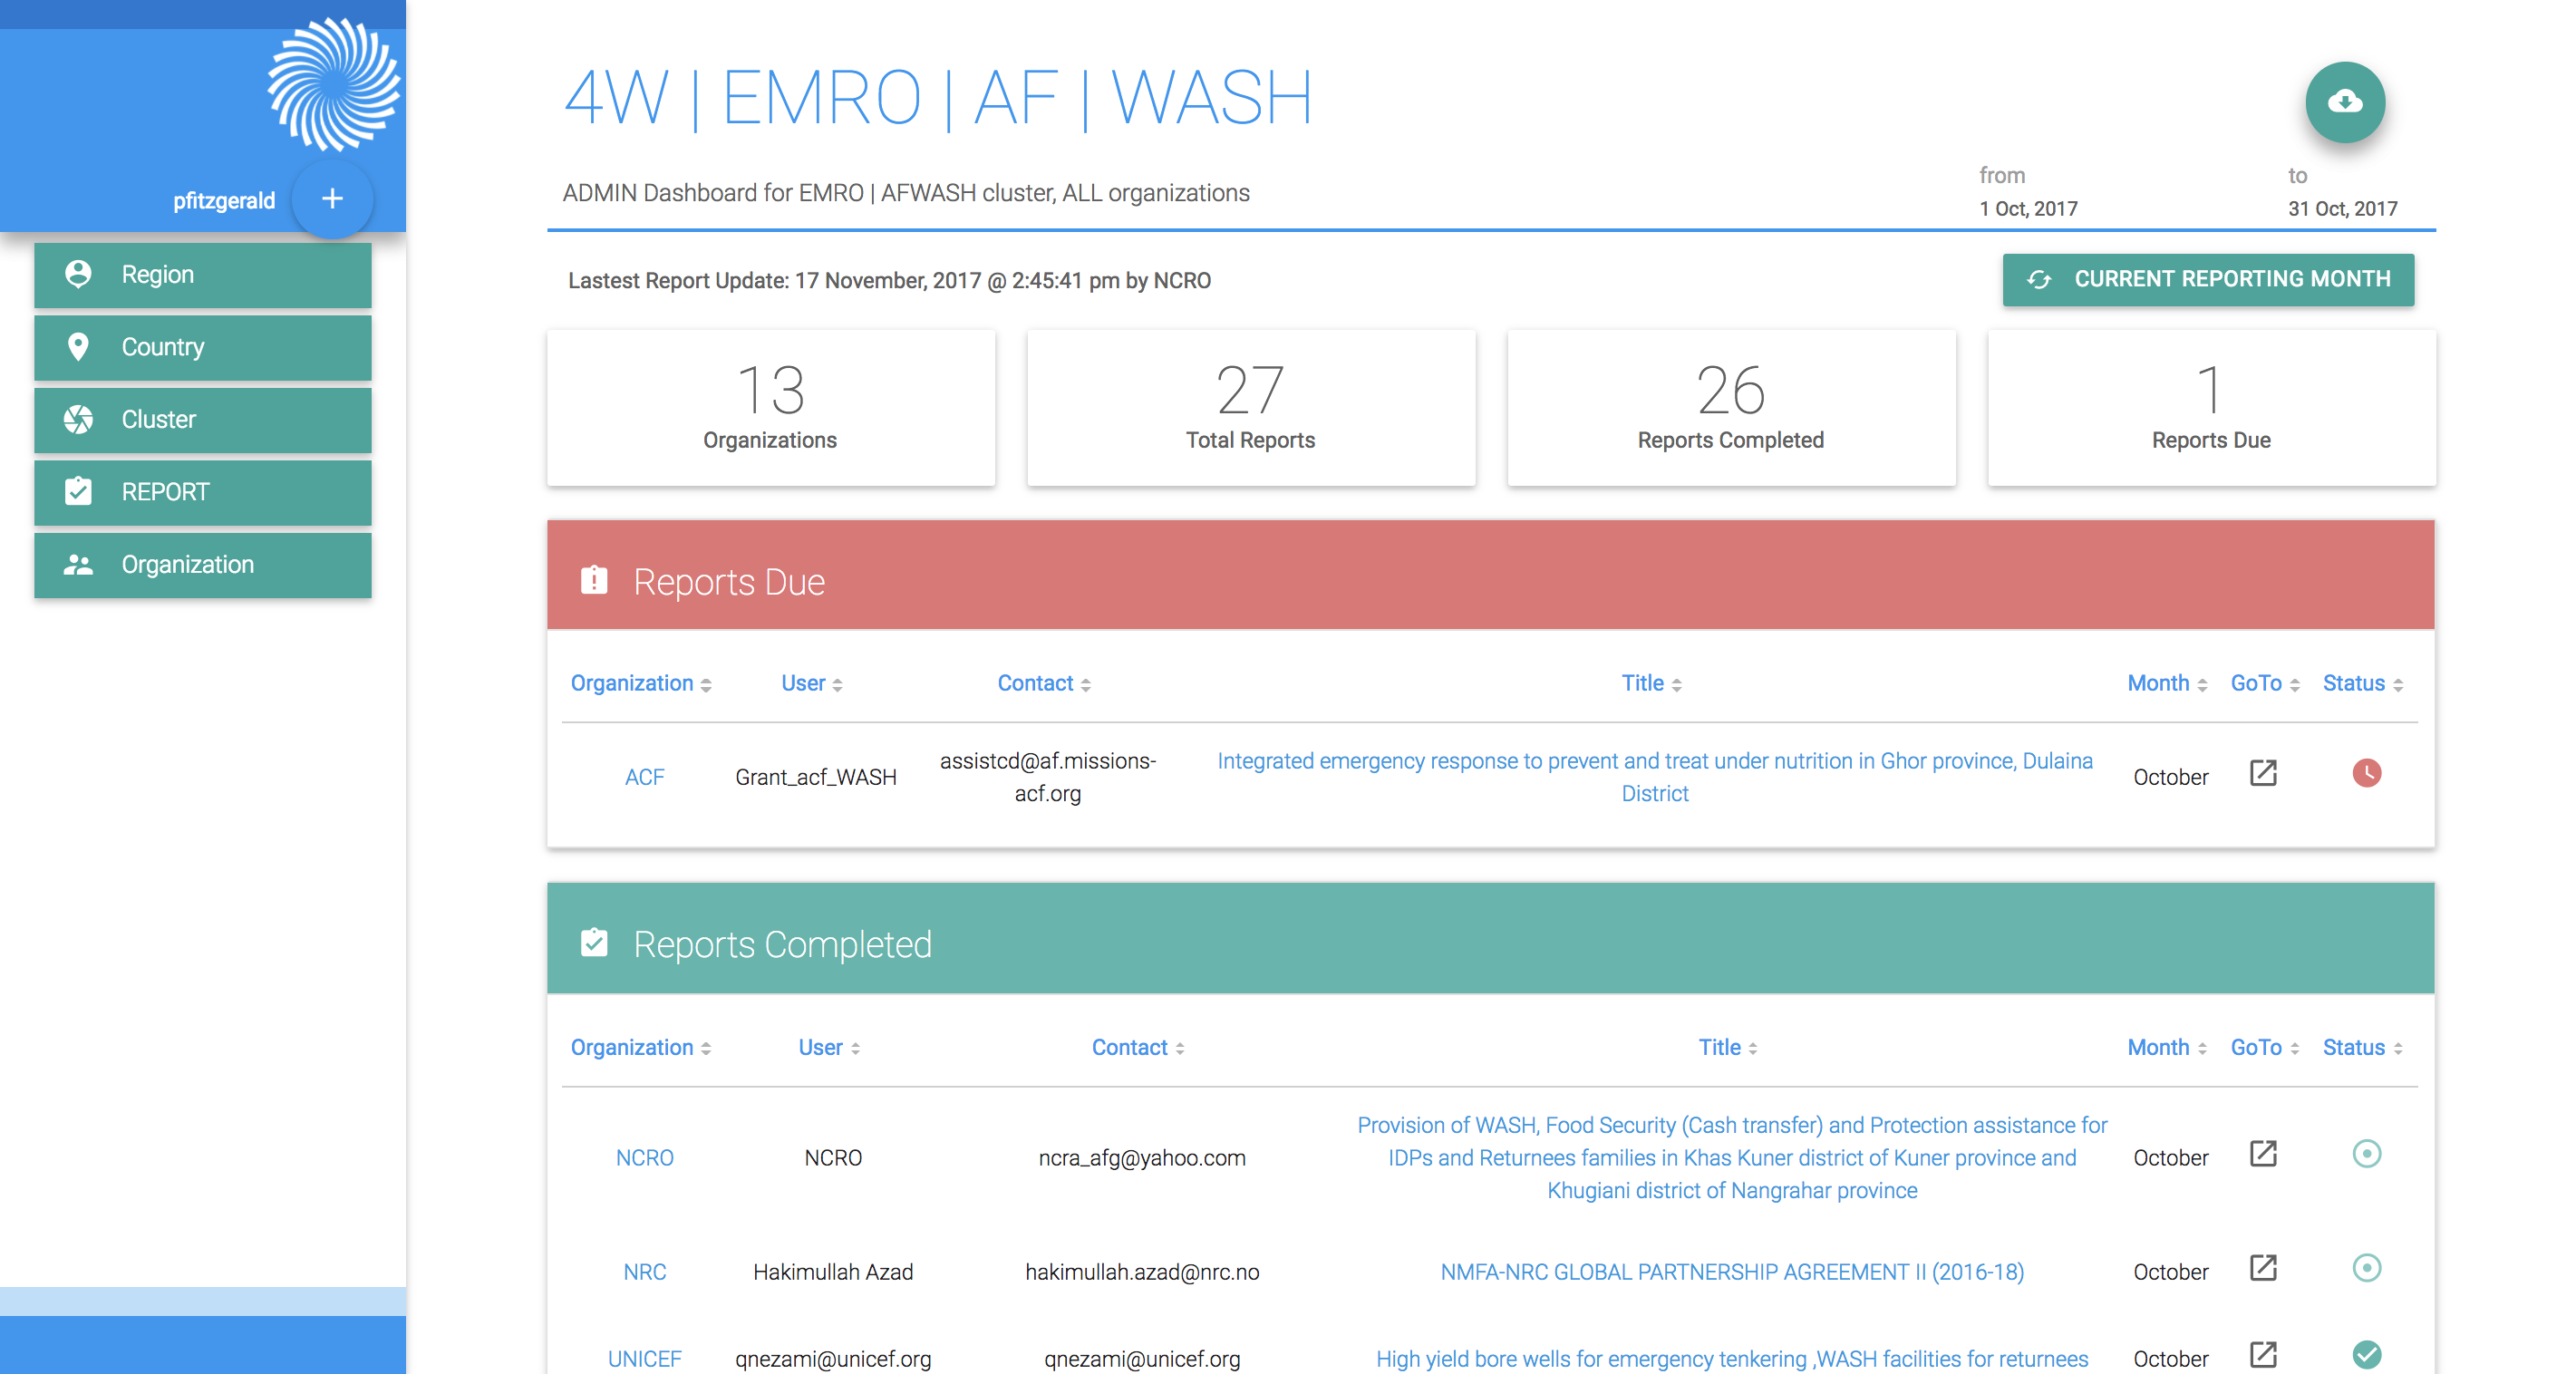 pfitzgerald
Region
Country
Cluster
REPORT
Organization
4W | EMRO | AF | WASH
ADMIN Dashboard for EMRO | AFWASH cluster, ALL organizations
from
1 Oct, 2017
to
31 Oct, 2017
Lastest Report Update: 17 November, 2017 @ 2:45:41 pm by NCRO
CURRENT REPORTING MONTH
13
Organizations
27
Total Reports
26
Reports Completed
1
Reports Due
Reports Due
Organization User Contact Title Month GoTo Status
ACF Grant_acf_WASH assistcd@af.missions-
acf.org
Integrated emergency response to prevent and treat under nutrition in Ghor province, Dulaina
District
October
Reports Completed
Organization User Contact Title Month GoTo Status
NCRO NCRO ncra_afg@yahoo.com
Provision of WASH, Food Security (Cash transfer) and Protection assistance for
IDPs and Returnees families in Khas Kuner district of Kuner province and
Khugiani district of Nangrahar province
October
NRC Hakimullah Azad hakimullah.azad@nrc.no NMFA-NRC GLOBAL PARTNERSHIP AGREEMENT II (2016-18) October
UNICEF qnezami@unicef.org qnezami@unicef.org High yield bore wells for emergency tenkering ,WASH facilities for returnees October